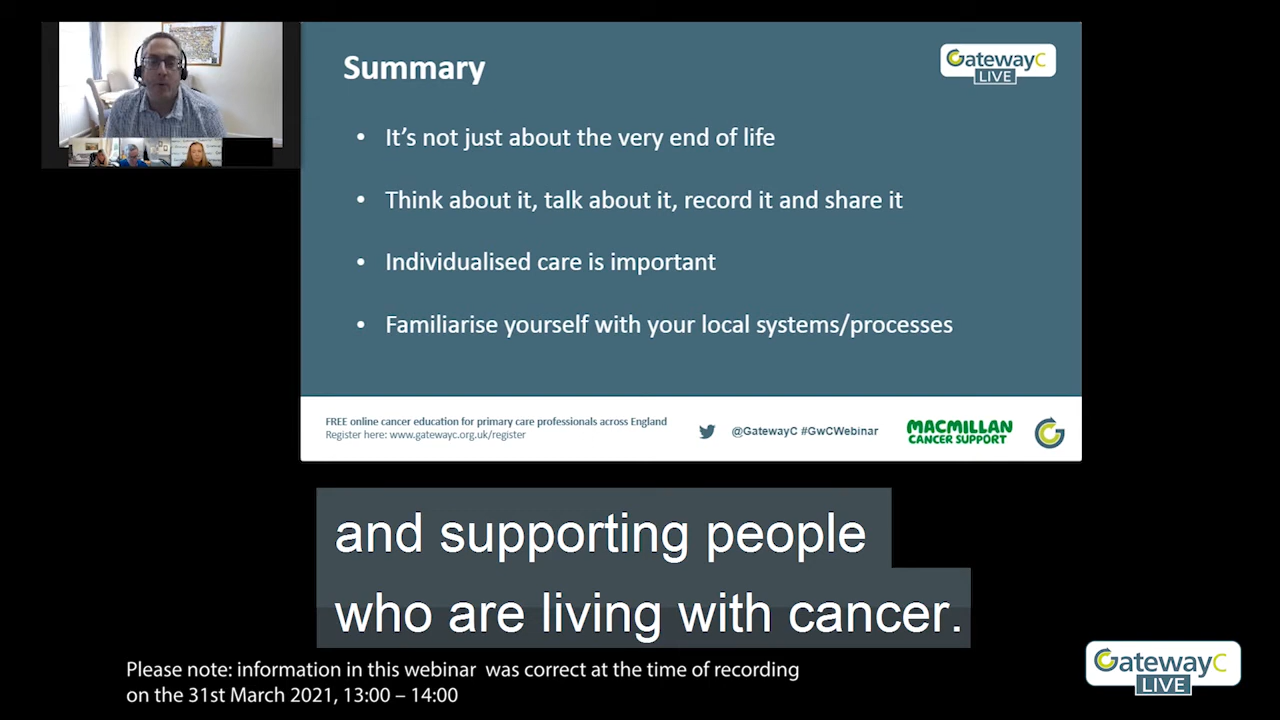 Summary
GatewayC
LIVE
• It's not just about the very end of life
• Think about it, talk about it, record it and share it
• Individualised care is important
• Familiarise yourself with your local systems/processes
FREE online cancer education for primary care professionals across England
Register here: www.gatewayc.org.uk/register
@GatewayC #GwCWebinar
MACMILLAN
CANCER SUPPORT
and supporting people
who are living with cancer.
Please note: information in this webinar was correct at the time of recording
on the 31st March 2021, 13:00 – 14:00
GatewayC
LIVE